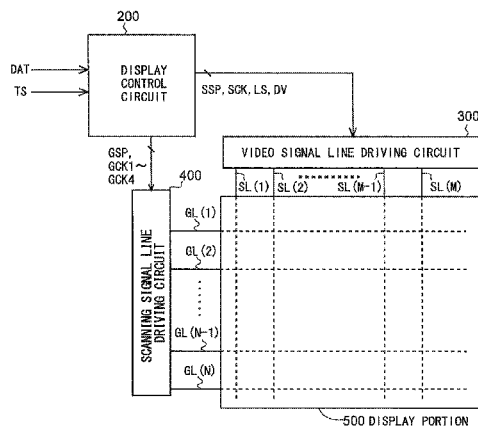 200
DAT
TS
DISPLAY
CONTROL
CIRCUIT
SSP, SCK, LS, DV
300
VIDEO SIGNAL LINE DRIVING CIRCUIT
GSP,
GCK1~
GCK4
400
SL(1) SL(2) SL(M-1) SL(M)
SCANNING SIGNAL LINE
DRIVING CIRCUIT
GL(1)
GL(2)
GL(N-1)
GL(N)
500 DISPLAY PORTION